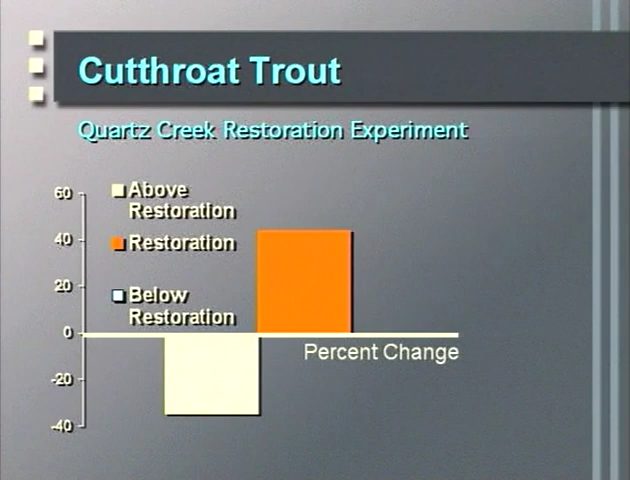 Cutthroat Trout
Quartz Creek Restoration Experiment
60
40
20
0
-20
-40
Above
Restoration
Restoration
Below
Restoration
Percent Change